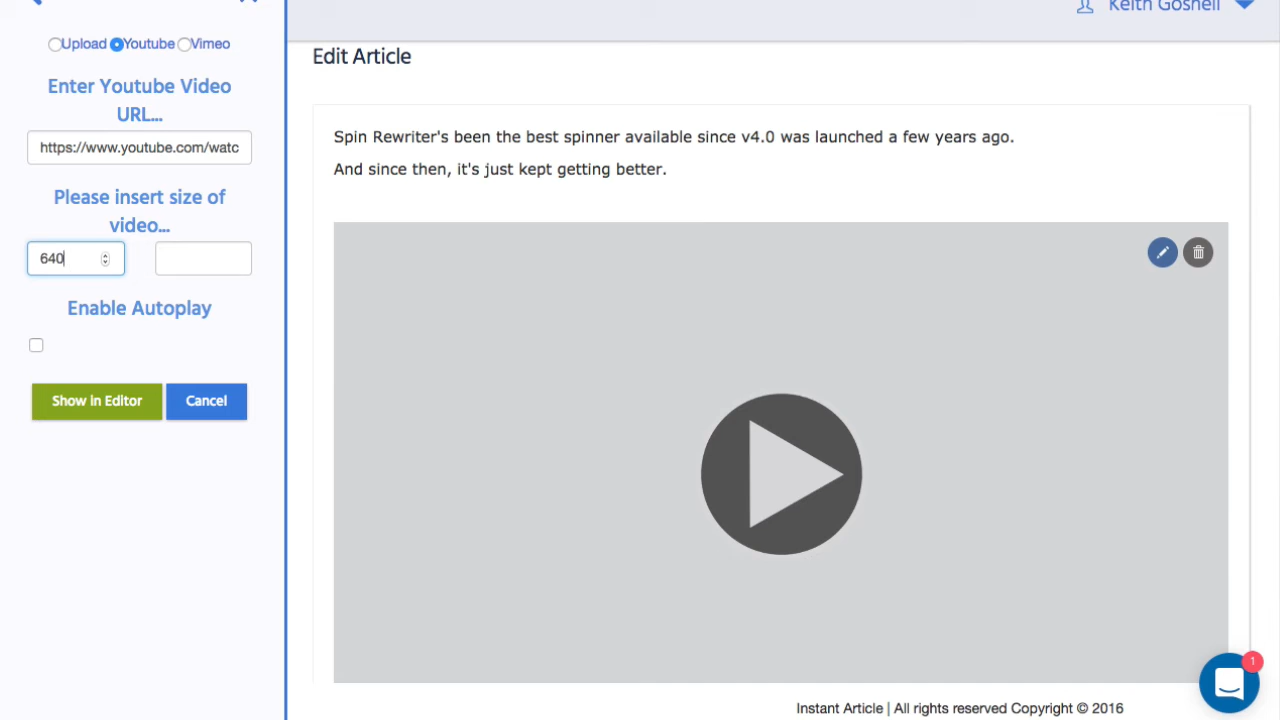 Keith Gosnell
Upload Youtube Vimeo
Edit Article
Enter Youtube Video
URL...
https://www.youtube.com/watc
Please insert size of
video...
640
Enable Autoplay
Show in Editor Cancel
Spin Rewriter's been the best spinner available since v4.0 was launched a few years ago.
And since then, it's just kept getting better.
1
Instant Article | All rights reserved Copyright © 2016